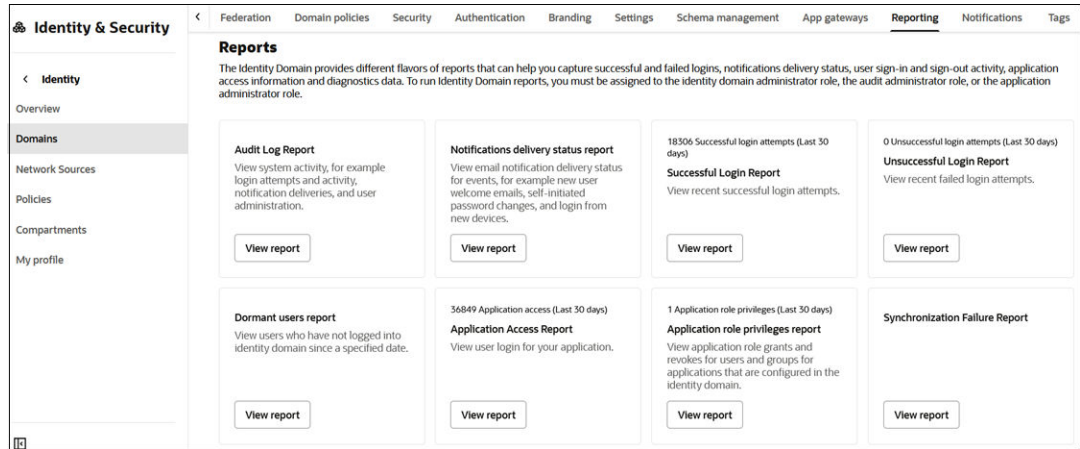 Identity & Security
Identity
Overview
Domains
Network Sources
Policies
Compartments
My profile
Federation Domain policies Security Authentication Branding Settings Schema management App gateways Reporting Notifications Tags
Reports
The Identity Domain provides different flavors of reports that can help you capture successful and failed logins, notifications delivery status, user sign-in and sign-out activity, application
access information and diagnostics data. To run Identity Domain reports, you must be assigned to the identity domain administrator role, the audit administrator role, or the application
administrator role.
Audit Log Report
View system activity, for example
login attempts and activity,
notification deliveries, and user
administration.
View report
Notifications delivery status report
View email notification delivery status
for events, for example new user
welcome emails, self-initiated
password changes, and login from
new devices.
View report
18306 Successful login attempts (Last 30
days)
Successful Login Report
View recent successful login attempts.
View report
0 Unsuccessful login attempts (Last 30 days)
Unsuccessful Login Report
View recent failed login attempts.
View report
Dormant users report
View users who have not logged into
identity domain since a specified date.
View report
36849 Application access (Last 30 days)
Application Access Report
View user login for your application.
View report
1 Application role privileges (Last 30 days)
Application role privileges report
View application role grants and
revokes for users and groups for
applications that are configured in the
identity domain.
View report
Synchronization Failure Report
View report